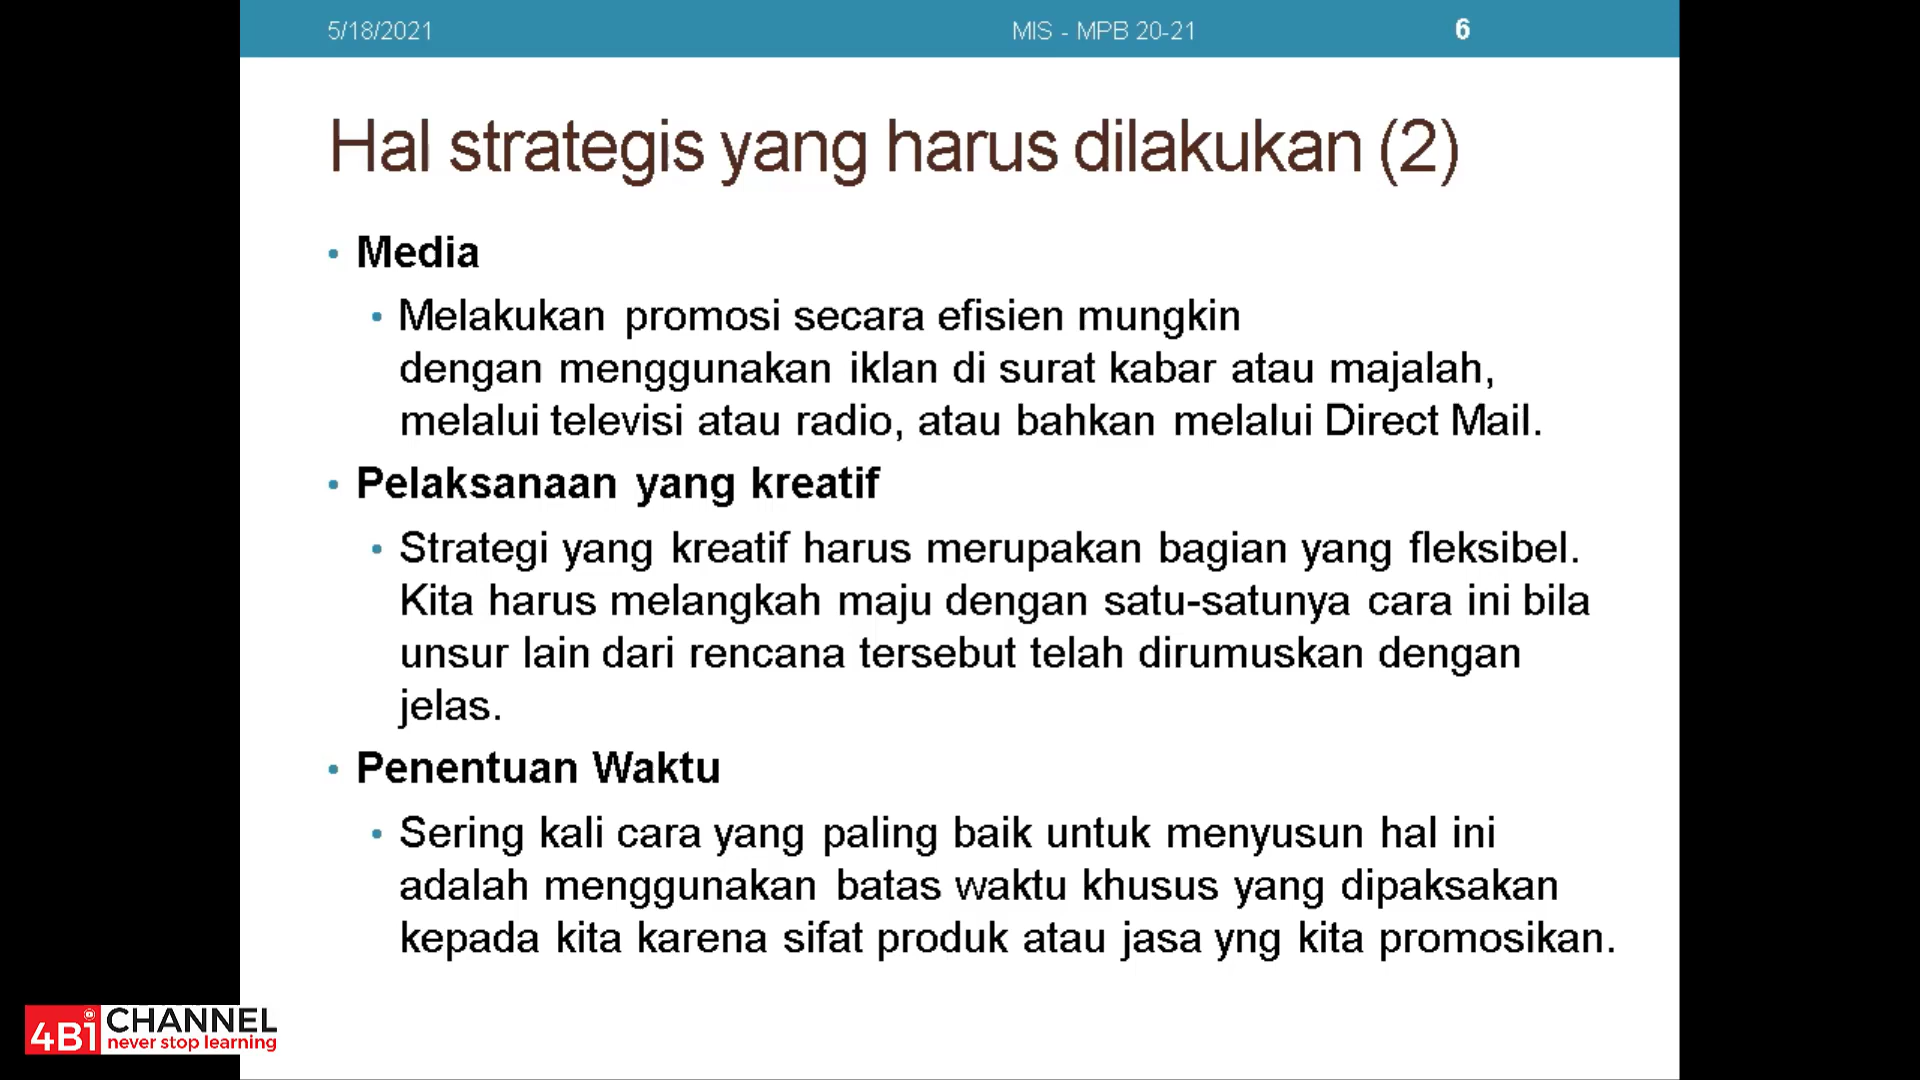 5/18/2021 MIS - MPB 20-21 6
Hal strategis yang harus dilakukan (2)
• Media
• Melakukan promosi secara efisien mungkin
dengan menggunakan iklan di surat kabar atau majalah,
melalui televisi atau radio, atau bahkan melalui Direct Mail.
• Pelaksanaan yang kreatif
• Strategi yang kreatif harus merupakan bagian yang fleksibel.
Kita harus melangkah maju dengan satu-satunya cara ini bila
unsur lain dari rencana tersebut telah dirumuskan dengan
jelas.
• Penentuan Waktu
• Sering kali cara yang paling baik untuk menyusun hal ini
adalah menggunakan batas waktu khusus yang dipaksakan
kepada kita karena sifat produk atau jasa yng kita promosikan.
4Bi CHANNEL
never stop learning